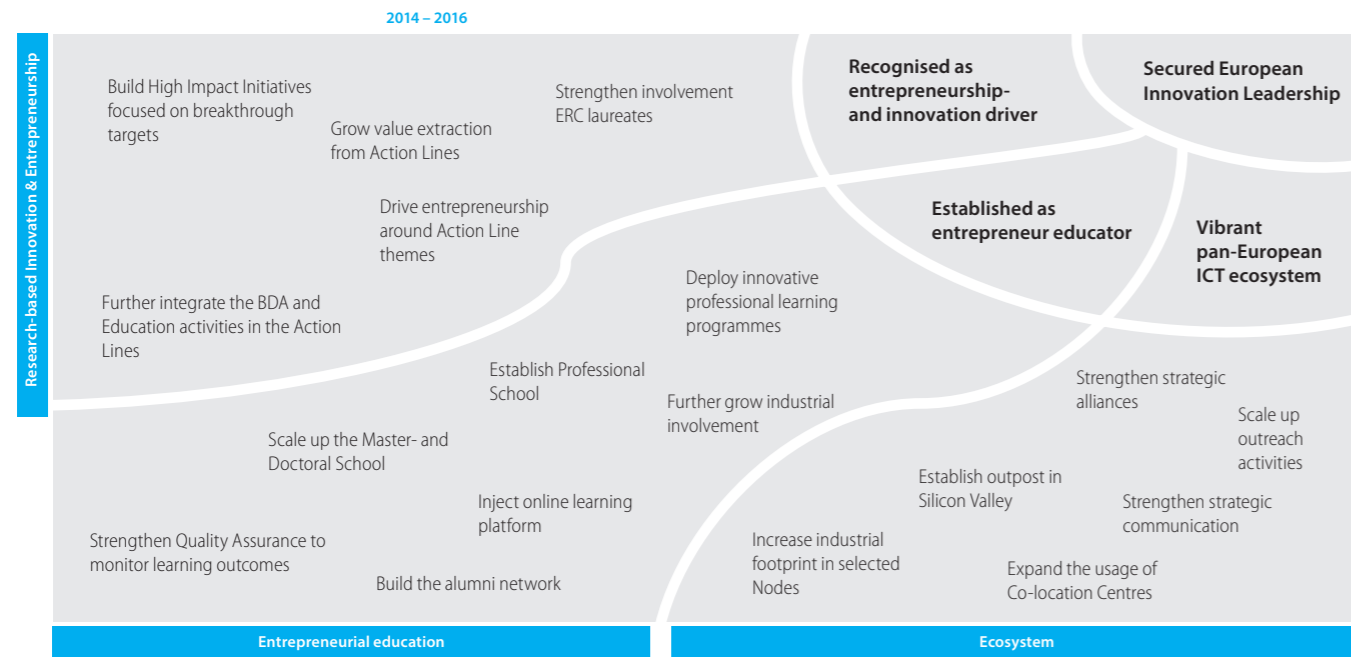 2014 – 2016
Research-based Innovation & Entrepreneurship
Build High Impact Initiatives
focused on breakthrough
targets
Grow value extraction
from Action Lines
Strengthen involvement
ERC laureates
Drive entrepreneurship
around Action Line
themes
Further integrate the BDA and
Education activities in the Action
Lines
Recognised as
entrepreneurship-
and innovation driver
Secured European
Innovation Leadership
Established as
entrepreneur educator
Vibrant
pan-European
ICT ecosystem
Deploy innovative
professional learning
programmes
Establish Professional
School
Further grow industrial
involvement
Scale up the Master- and
Doctoral School
Inject online learning
platform
Strengthen Quality Assurance to
monitor learning outcomes
Build the alumni network
Strengthen strategic
alliances
Scale up
outreach
activities
Establish outpost in
Silicon Valley
Strengthen strategic
communication
Increase industrial
footprint in selected
Nodes
Expand the usage of
Co-location Centres
Entrepreneurial education
Ecosystem